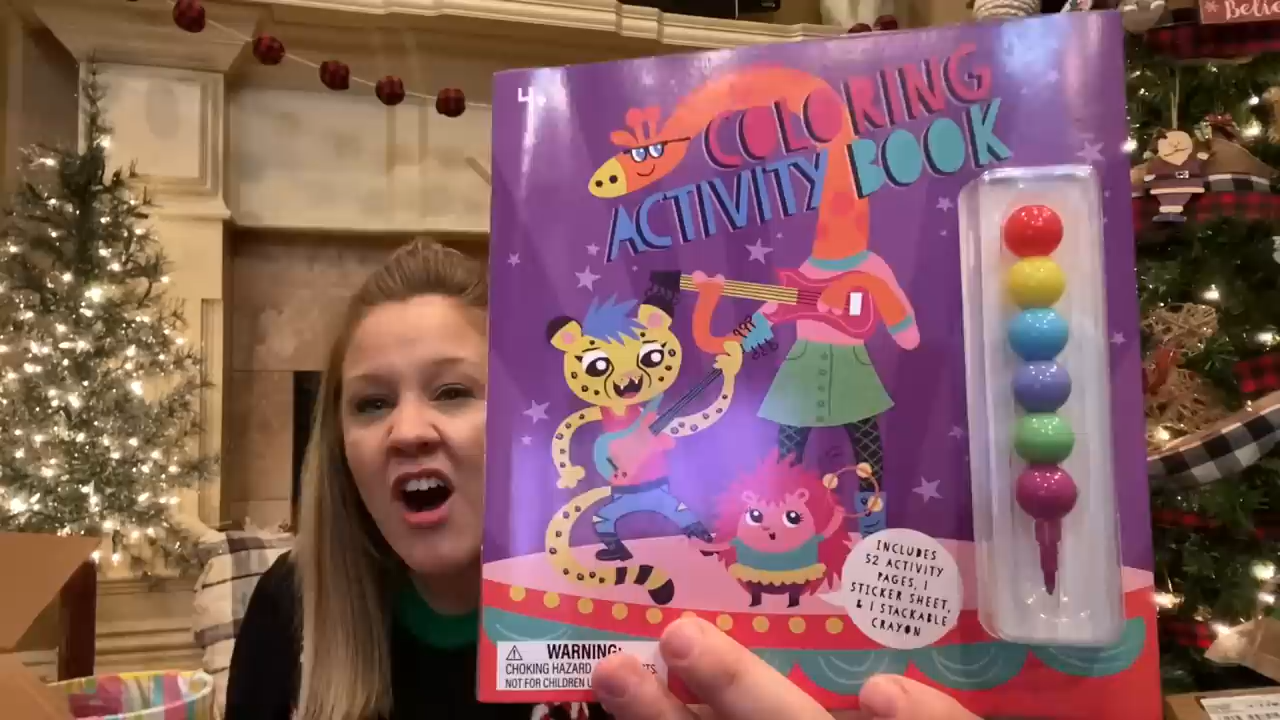 Belie
4+
COLORING
ACTIVITY BOOK
INCLUDES
52 ACTIVITY
PAGES, 1
STICKER SHEET,
& 1 STACKABLE
CRAYON
WARNING:
CHOKING HAZARD
NOT FOR CHILDREN